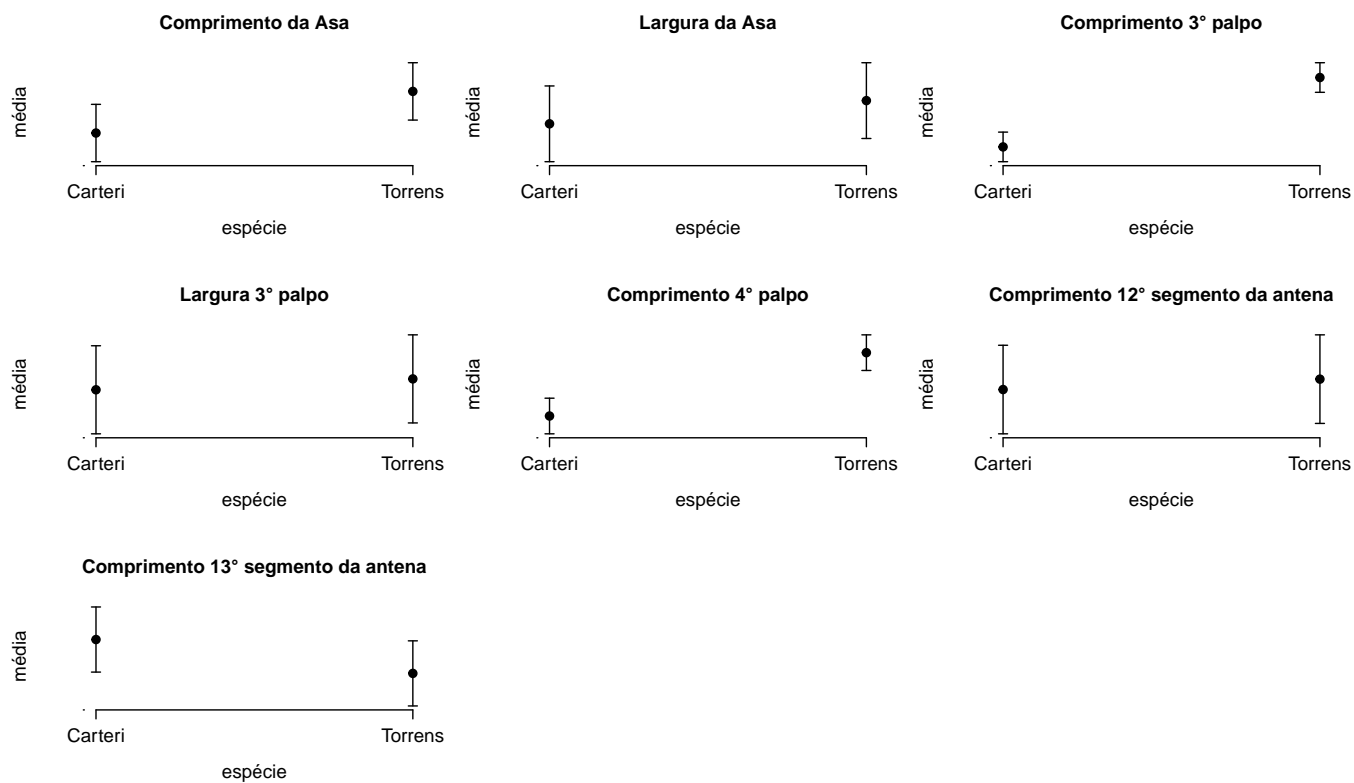 Comprimento da Asa
média
Carteri
Torrens
espécie
Largura da Asa
média
Carteri
Torrens
espécie
Comprimento 3° palpo
média
Carteri
Torrens
espécie
Largura 3° palpo
média
Carteri
Torrens
espécie
Comprimento 4° palpo
média
Carteri
Torrens
espécie
Comprimento 12° segmento da antena
média
Carteri
Torrens
espécie
Comprimento 13° segmento da antena
média
Carteri
Torrens
espécie